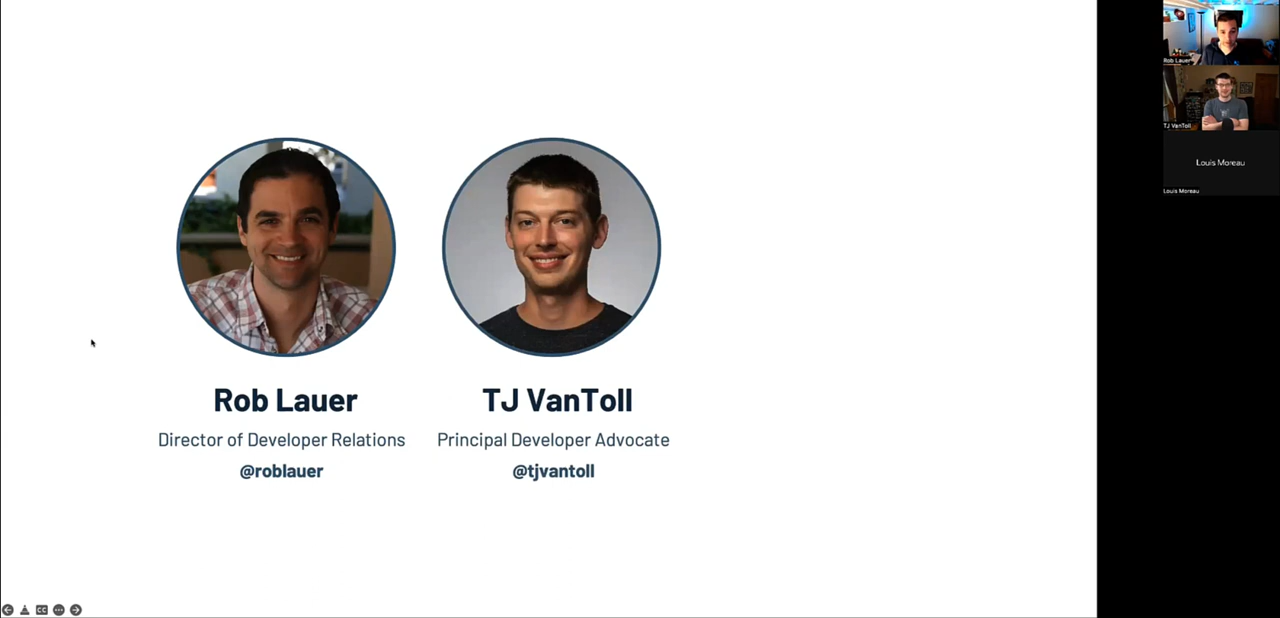 Rob Lauer
Director of Developer Relations
@roblauer
TJ VanToll
Principal Developer Advocate
@tjvantoll
Rob Lauer
TJ VanToll
Louis Moreau
Louis Moreau
CC